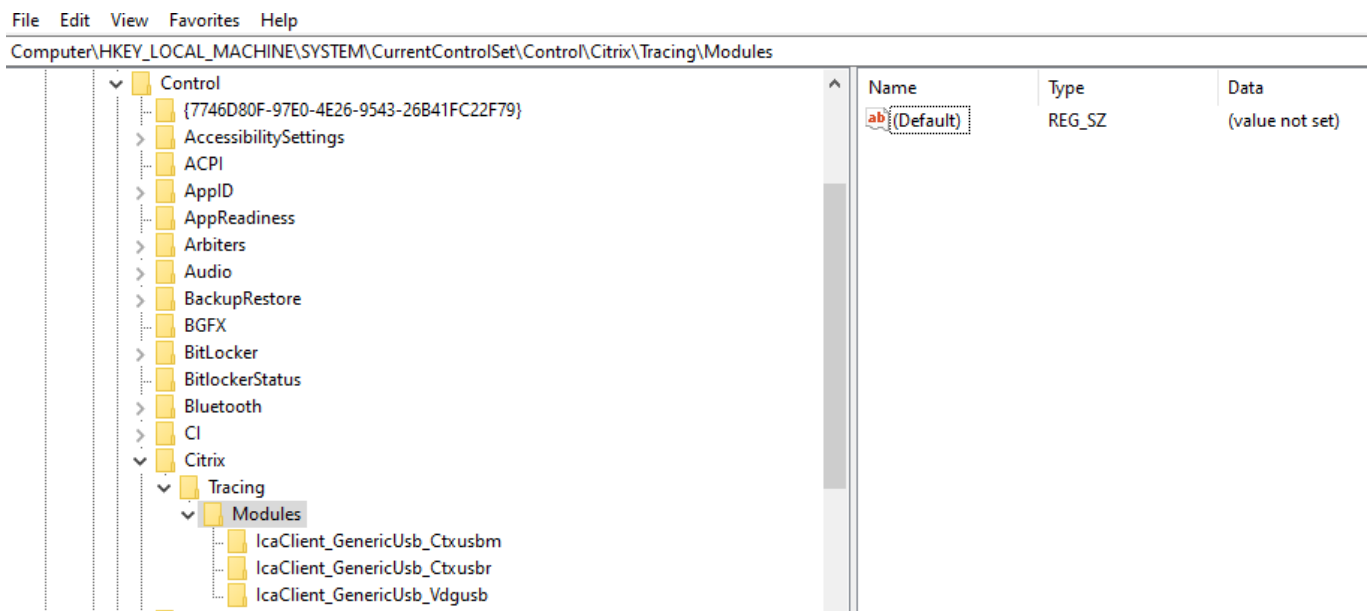 File Edit View Favorites Help
Computer\HKEY_LOCAL_MACHINE\SYSTEM\CurrentControlSet\Control\Citrix\Tracing\Modules
Control
{7746D80F-97E0-4E26-9543-26B41FC22F79}
AccessibilitySettings
ACPI
AppID
AppReadiness
Arbiters
Audio
BackupRestore
BGFX
BitLocker
BitlockerStatus
Bluetooth
CI
Citrix
Tracing
Modules
IcaClient_GenericUsb_Ctxusbm
IcaClient_GenericUsb_Ctxusbr
IcaClient_GenericUsb_Vdgusb
Name Type Data
ab (Default) REG_SZ (value not set)